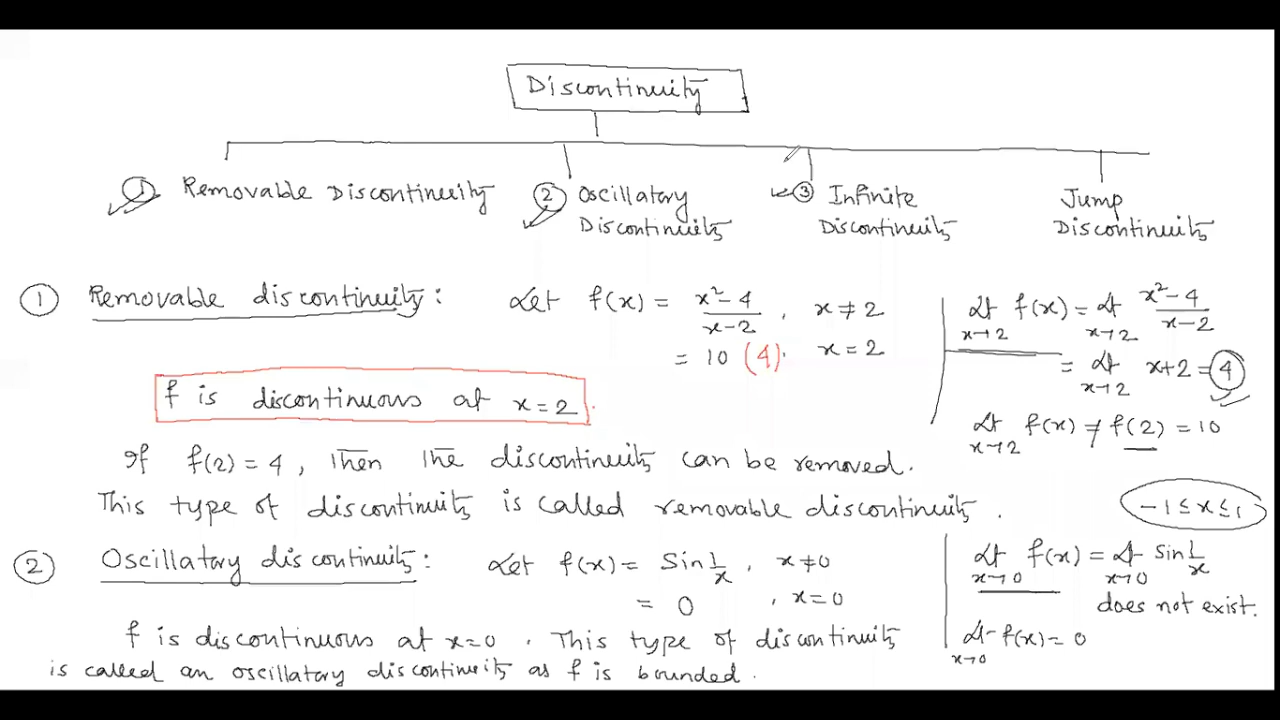 Discontinuity
① Removable Discontinuity ② Oscillatory Discontinuity ③ Infinite Discontinuity Jump Discontinuity
① Removable discontinuity : Let f(x) = x²-4 / x-2 , x ≠ 2
= 10 (4). x = 2
Lt x→2 f(x) = Lt x→2 x²-4 / x-2
= Lt x→2 x+2 = 4
Lt x→2 f(x) ≠ f(2) = 10
f is discontinuous at x = 2.
If f(2) = 4, then the discontinuity can be removed.
This type of discontinuity is called removable discontinuity.
-1 ≤ x ≤ 1
② Oscillatory discontinuity : Let f(x) = Sin 1/x , x ≠ 0
= 0 , x = 0
Lt x→0 f(x) = Lt x→0 Sin 1/x
does not exist.
Lt x→0 f(x) = 0
f is discontinuous at x=0 . This type of discontinuity
is called an oscillatory discontinuity as f is bounded.